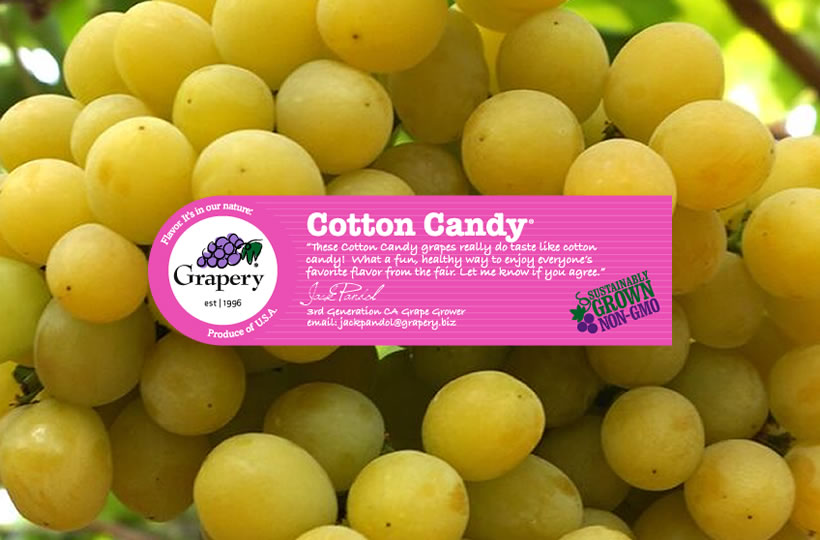 Flavor. It's in our nature.
Grapery
est | 1996
Produce of U.S.A.
Cotton Candy®
"These Cotton Candy grapes really do taste like cotton
candy! What a fun, healthy way to enjoy everyone's
favorite flavor from the fair. Let me know if you agree."
Jack Pandol
3rd Generation CA Grape Grower
email: jackpandol@grapery.biz
SUSTAINABLY
GROWN
NON-GMO